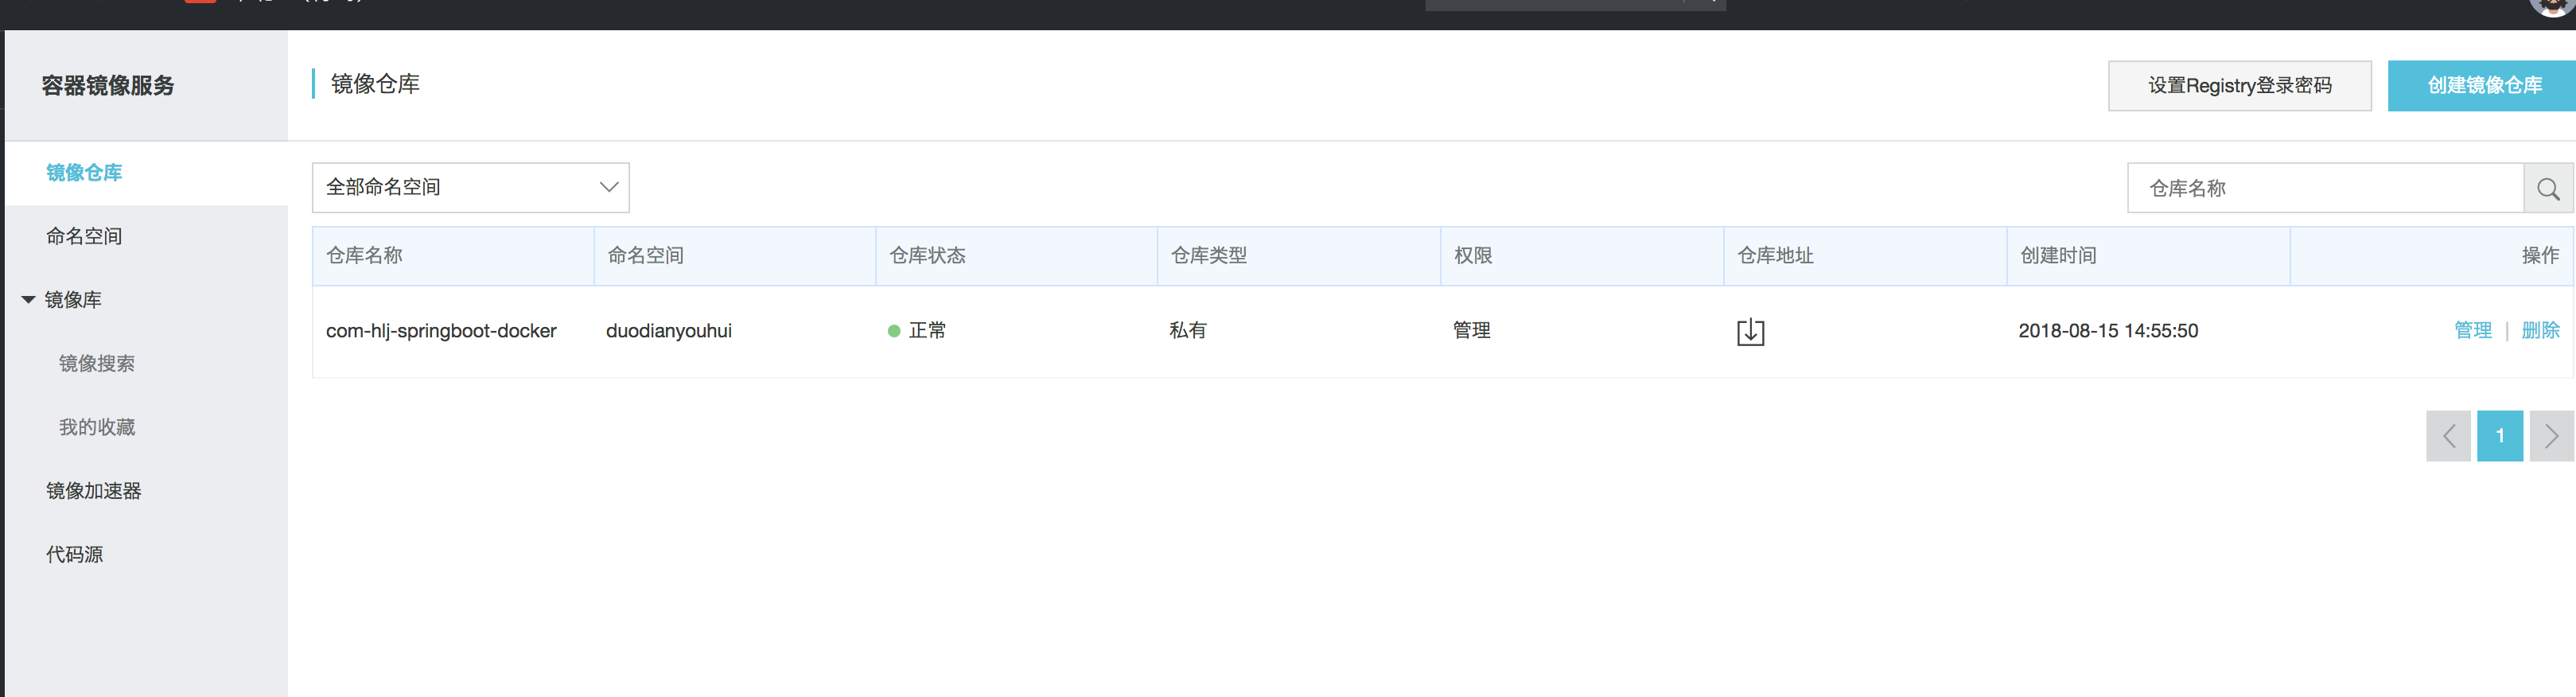 容器镜像服务
镜像仓库
命名空间
镜像库
镜像搜索
我的收藏
镜像加速器
代码源
镜像仓库
设置Registry登录密码
创建镜像仓库
全部命名空间
仓库名称
仓库名称 命名空间 仓库状态 仓库类型 权限 仓库地址 创建时间 操作
com-hlj-springboot-docker duodianyouhui 正常 私有 管理 2018-08-15 14:55:50 管理 | 删除
1